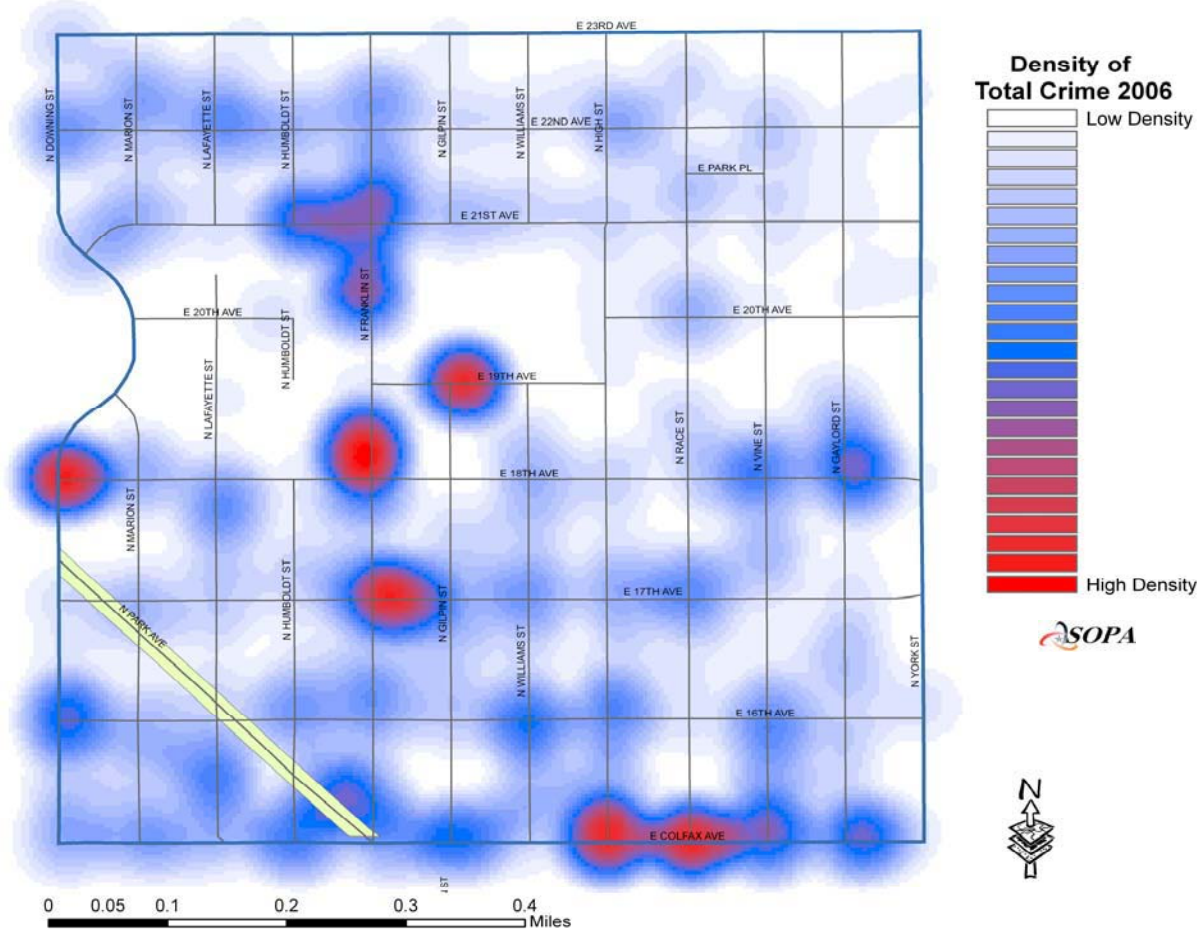 E 23RD AVE
Density of
Total Crime 2006
Low Density
N DOWNING ST
N MARION ST
N LAFAYETTE ST
N HUMBOLDT ST
N GILPIN ST
N WILLIAMS ST
N HIGH ST
E 22ND AVE
E PARK PL
E 21ST AVE
N FRANKLIN ST
E 20TH AVE
E 20TH AVE
N HUMBOLDT ST
N LAFAYETTE ST
E 19TH AVE
N RACE ST
N VINE ST
N GAYLORD ST
E 18TH AVE
N MARION ST
N HUMBOLDT ST
N GILPIN ST
E 17TH AVE
High Density
N PARK AVE
SOPA
N WILLIAMS ST
N YORK ST
E 16TH AVE
E COLFAX AVE
N
ST
0 0.05 0.1 0.2 0.3 0.4
Miles